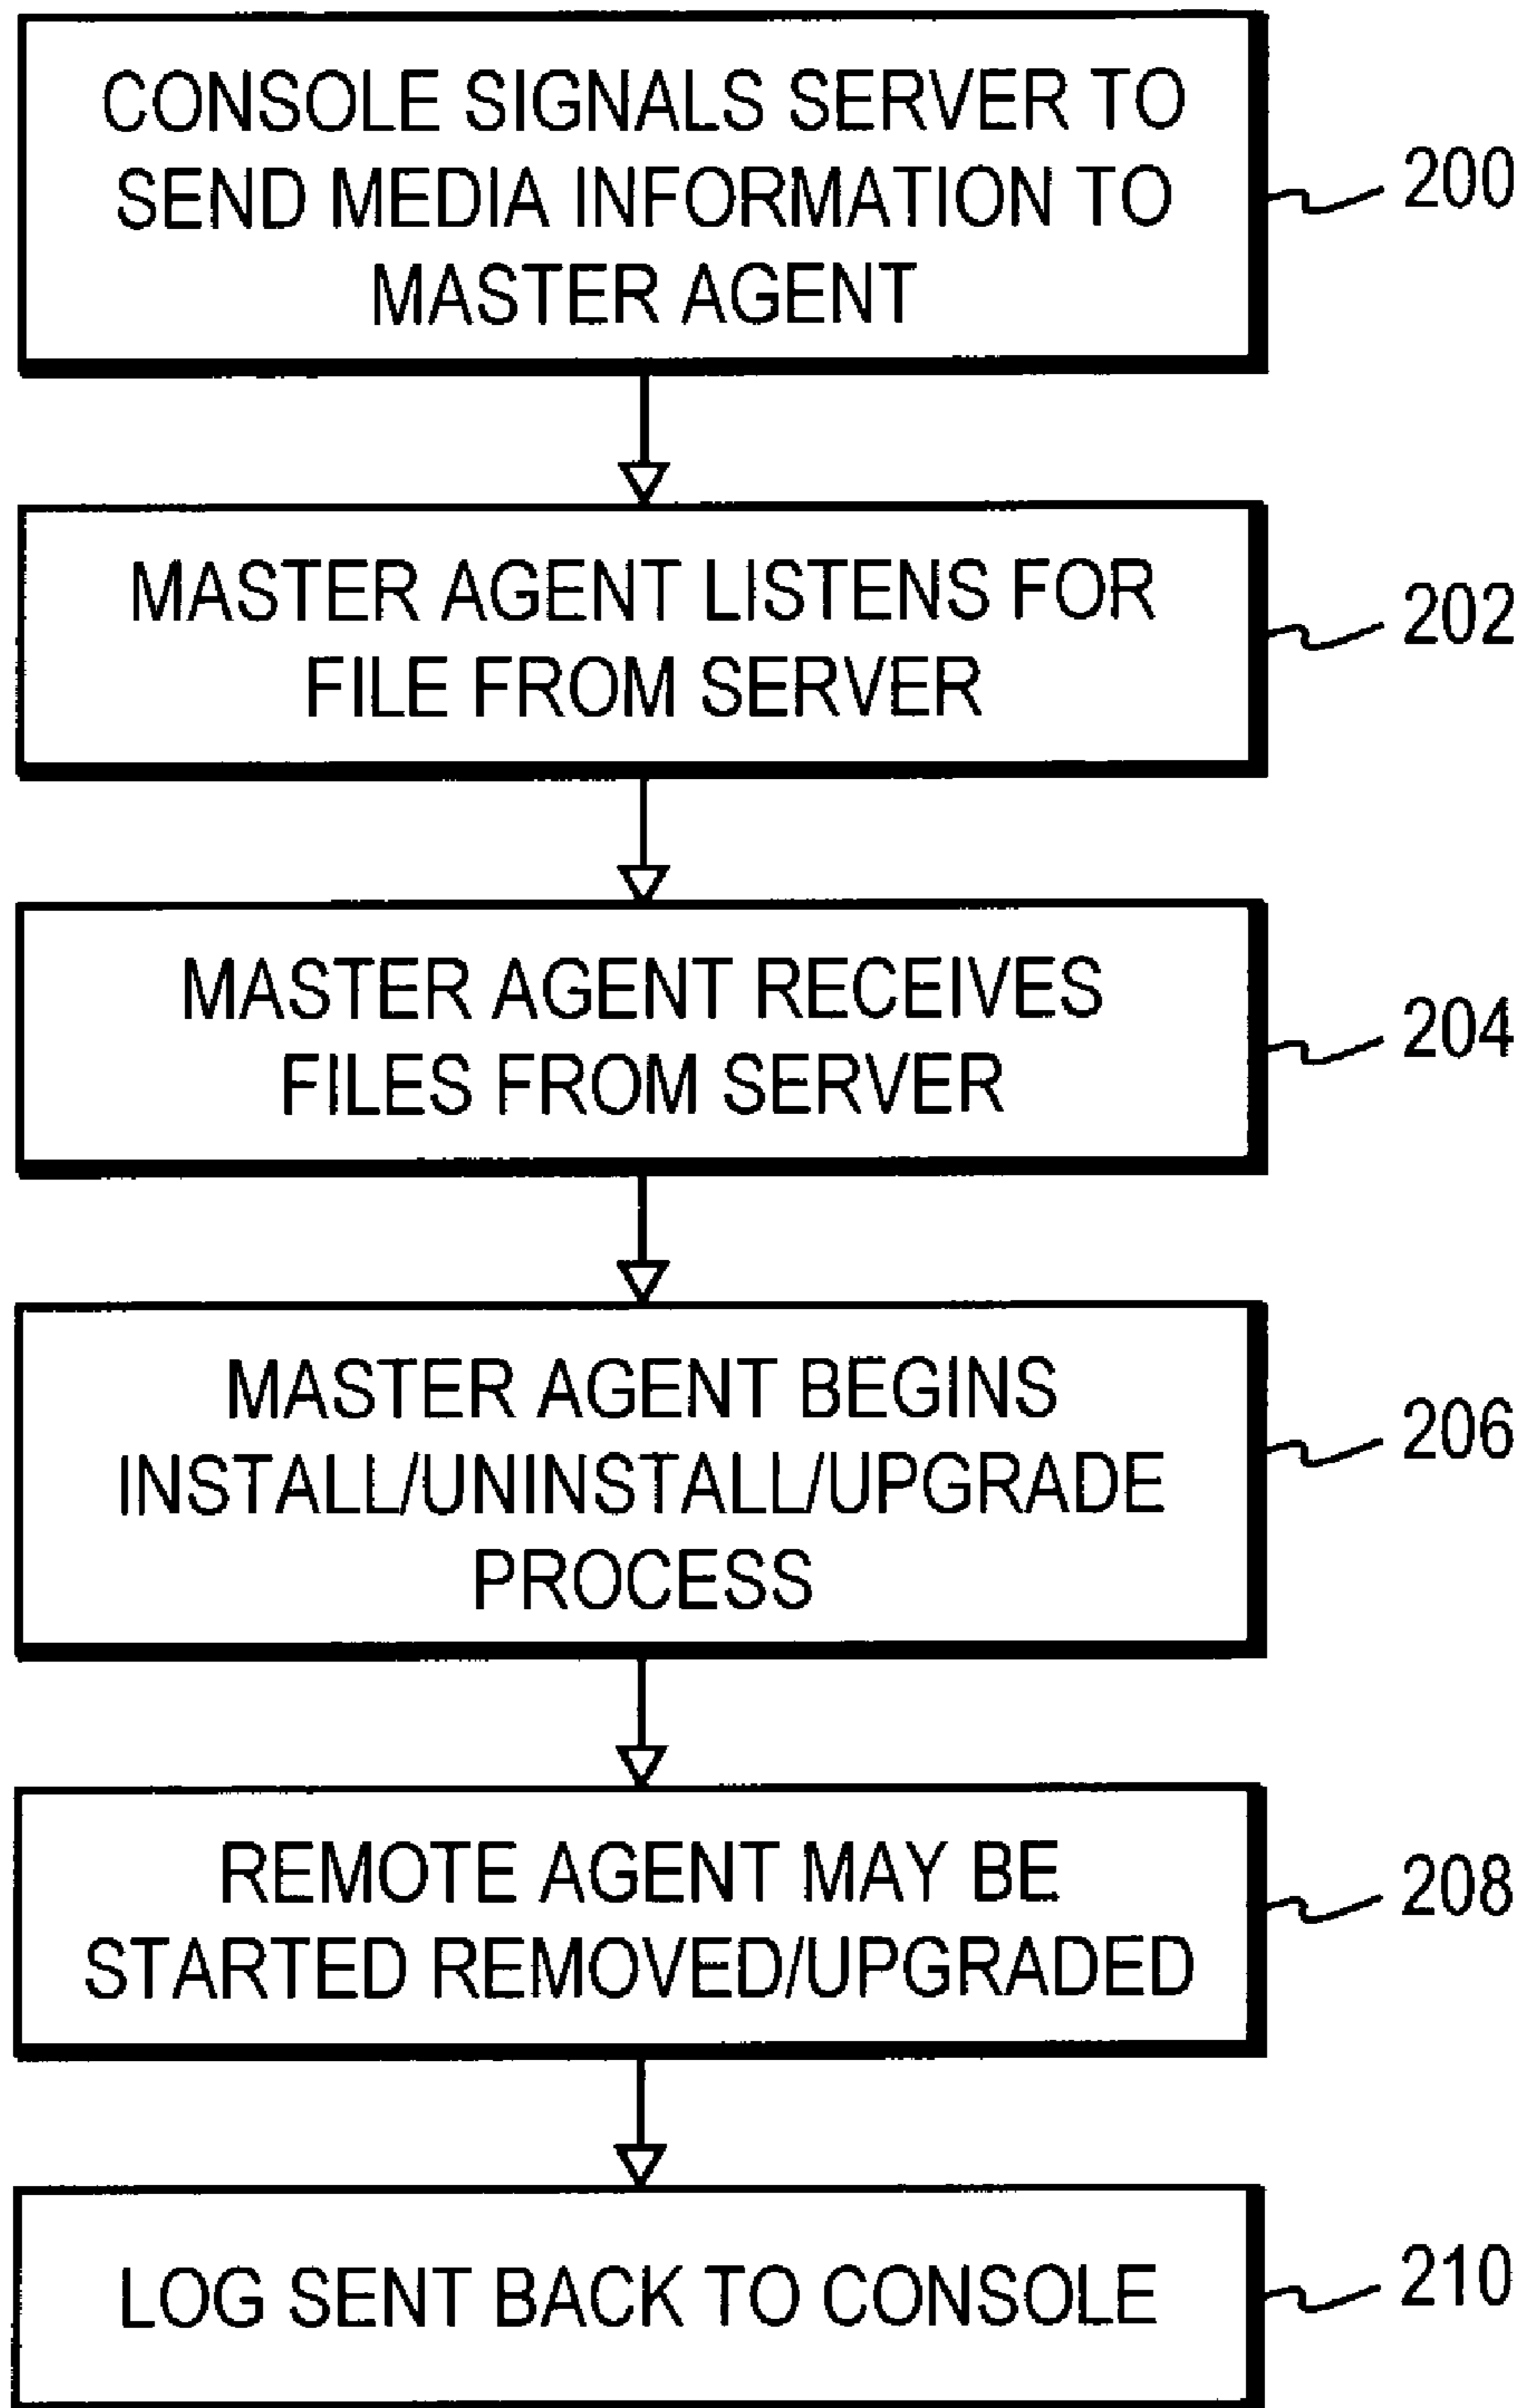 CONSOLE SIGNALS SERVER TO
SEND MEDIA INFORMATION TO
MASTER AGENT
200
MASTER AGENT LISTENS FOR
FILE FROM SERVER
202
MASTER AGENT RECEIVES
FILES FROM SERVER
204
MASTER AGENT BEGINS
INSTALL/UNINSTALL/UPGRADE
PROCESS
206
REMOTE AGENT MAY BE
STARTED REMOVED/UPGRADED
208
LOG SENT BACK TO CONSOLE
210